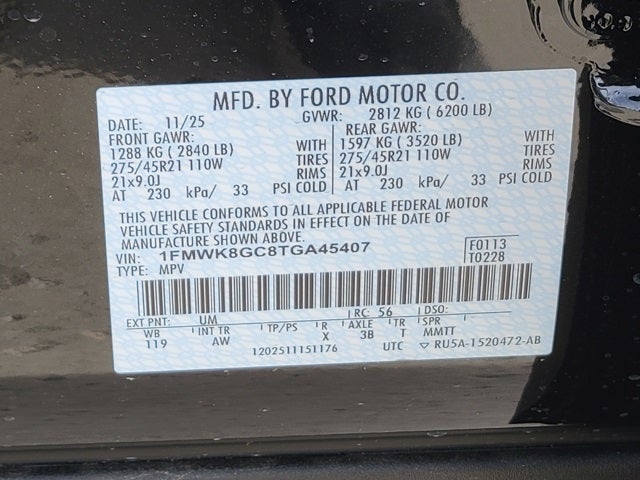 MFD. BY FORD MOTOR CO.
DATE: 11/25 GVWR: 2812 KG ( 6200 LB)
FRONT GAWR: REAR GAWR:
1288 KG ( 2840 LB) WITH 1597 KG ( 3520 LB) WITH
275/45R21 110W TIRES 275/45R21 110W TIRES
21x9.0J RIMS 21x9.0J RIMS
AT 230 kPa/ 33 PSI COLD AT 230 kPa/ 33 PSI COLD
THIS VEHICLE CONFORMS TO ALL APPLICABLE FEDERAL MOTOR
VEHICLE SAFETY STANDARDS IN EFFECT ON THE DATE OF
MANUFACTURE SHOWN ABOVE.
VIN: 1FMWK8GC8TGA45407 F0113
TYPE: MPV T0228
EXT PNT: UM RC: 56 DSO:
WB INT TR TP/PS R AXLE TR SPR
119 AW X 3B T MMTT
1202511151176 UTC ▽ RU5A-1520472-AB